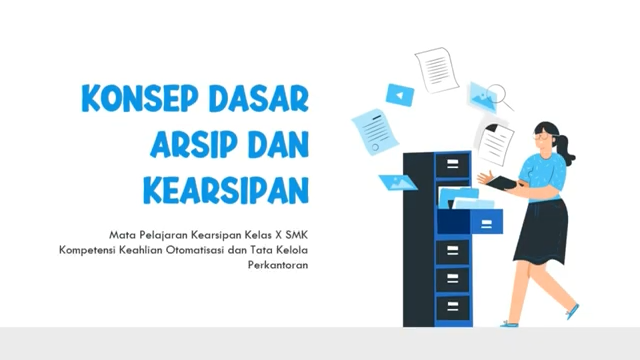 KONSEP DASAR
ARSIP DAN
KEARSIPAN
Mata Pelajaran Kearsipan Kelas X SMK
Kompetensi Keahlian Otomatisasi dan Tata Kelola
Perkantoran